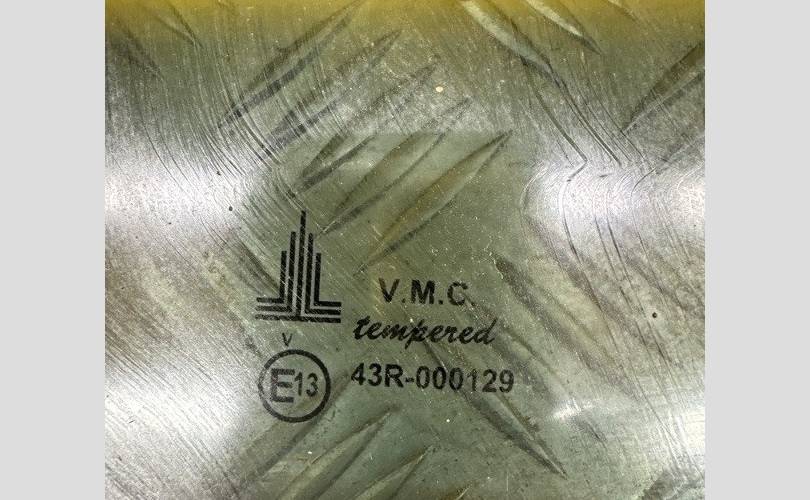 V.M.C.
tempered
V
E13
43R-000129